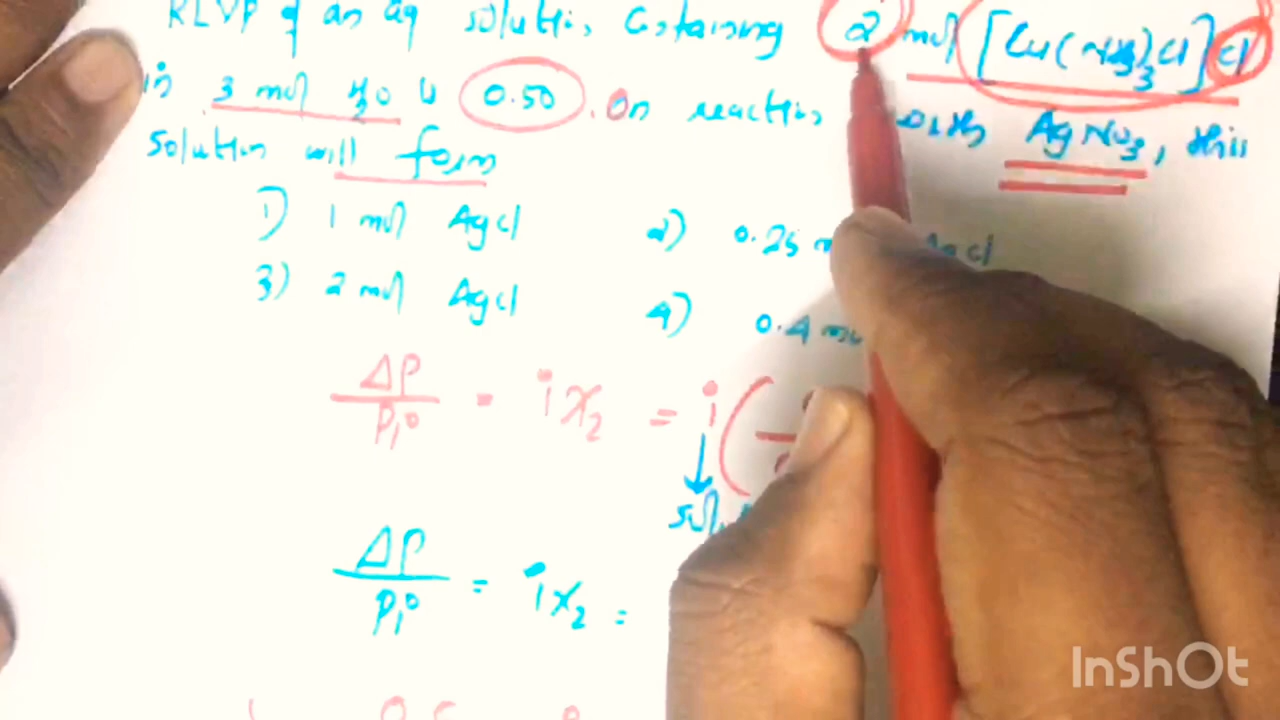 RLVP of an aq solution containing 2 mol [Cu(NH3)3Cl]Cl
in 3 mol H2O is 0.50. On reaction with AgNO3, this
solution will form
1) 1 mol AgCl 2) 0.25 AgCl
3) 2 mol AgCl 4) 0.4
ΔP/P1° = ix2 = i(
ΔP/P1° = ix2 =
InShOt